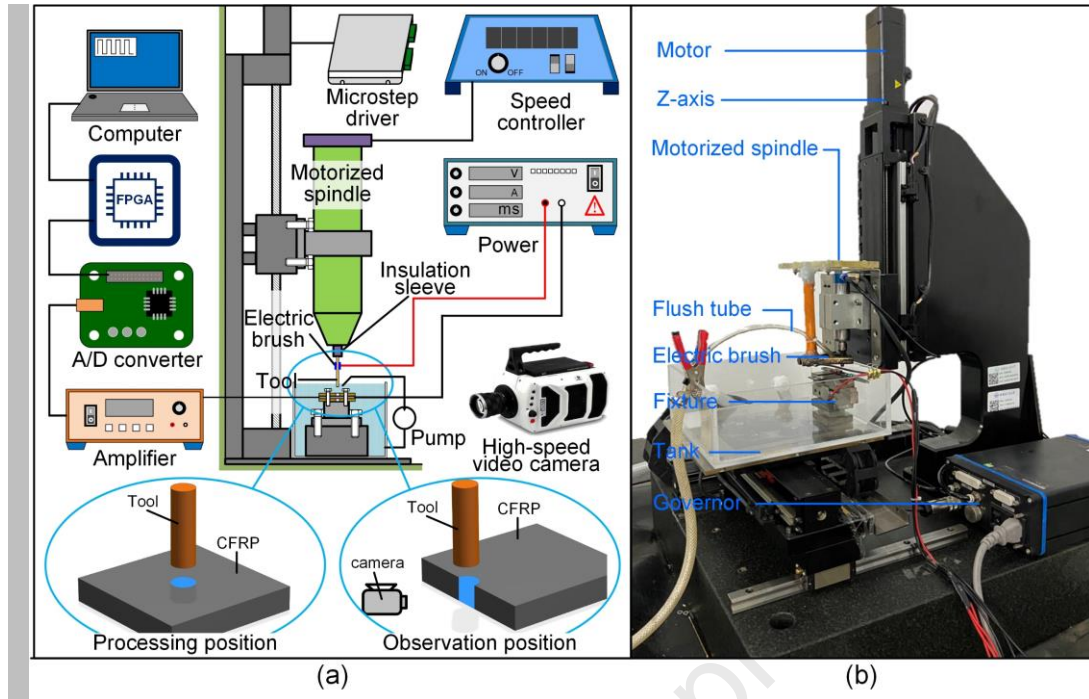 Computer
FPGA
A/D converter
Amplifier
Microstep
driver
ON
OFF
Speed
controller
Motorized
spindle
V
A
ms
Power
Insulation
sleeve
Electric
brush
Tool
Pump
High-speed
video camera
Tool
CFRP
Processing position
Tool
CFRP
camera
Observation position
(a)
Motor
Z-axis
Motorized spindle
Flush tube
Electric brush
Fixture
Tank
Governor
(b)